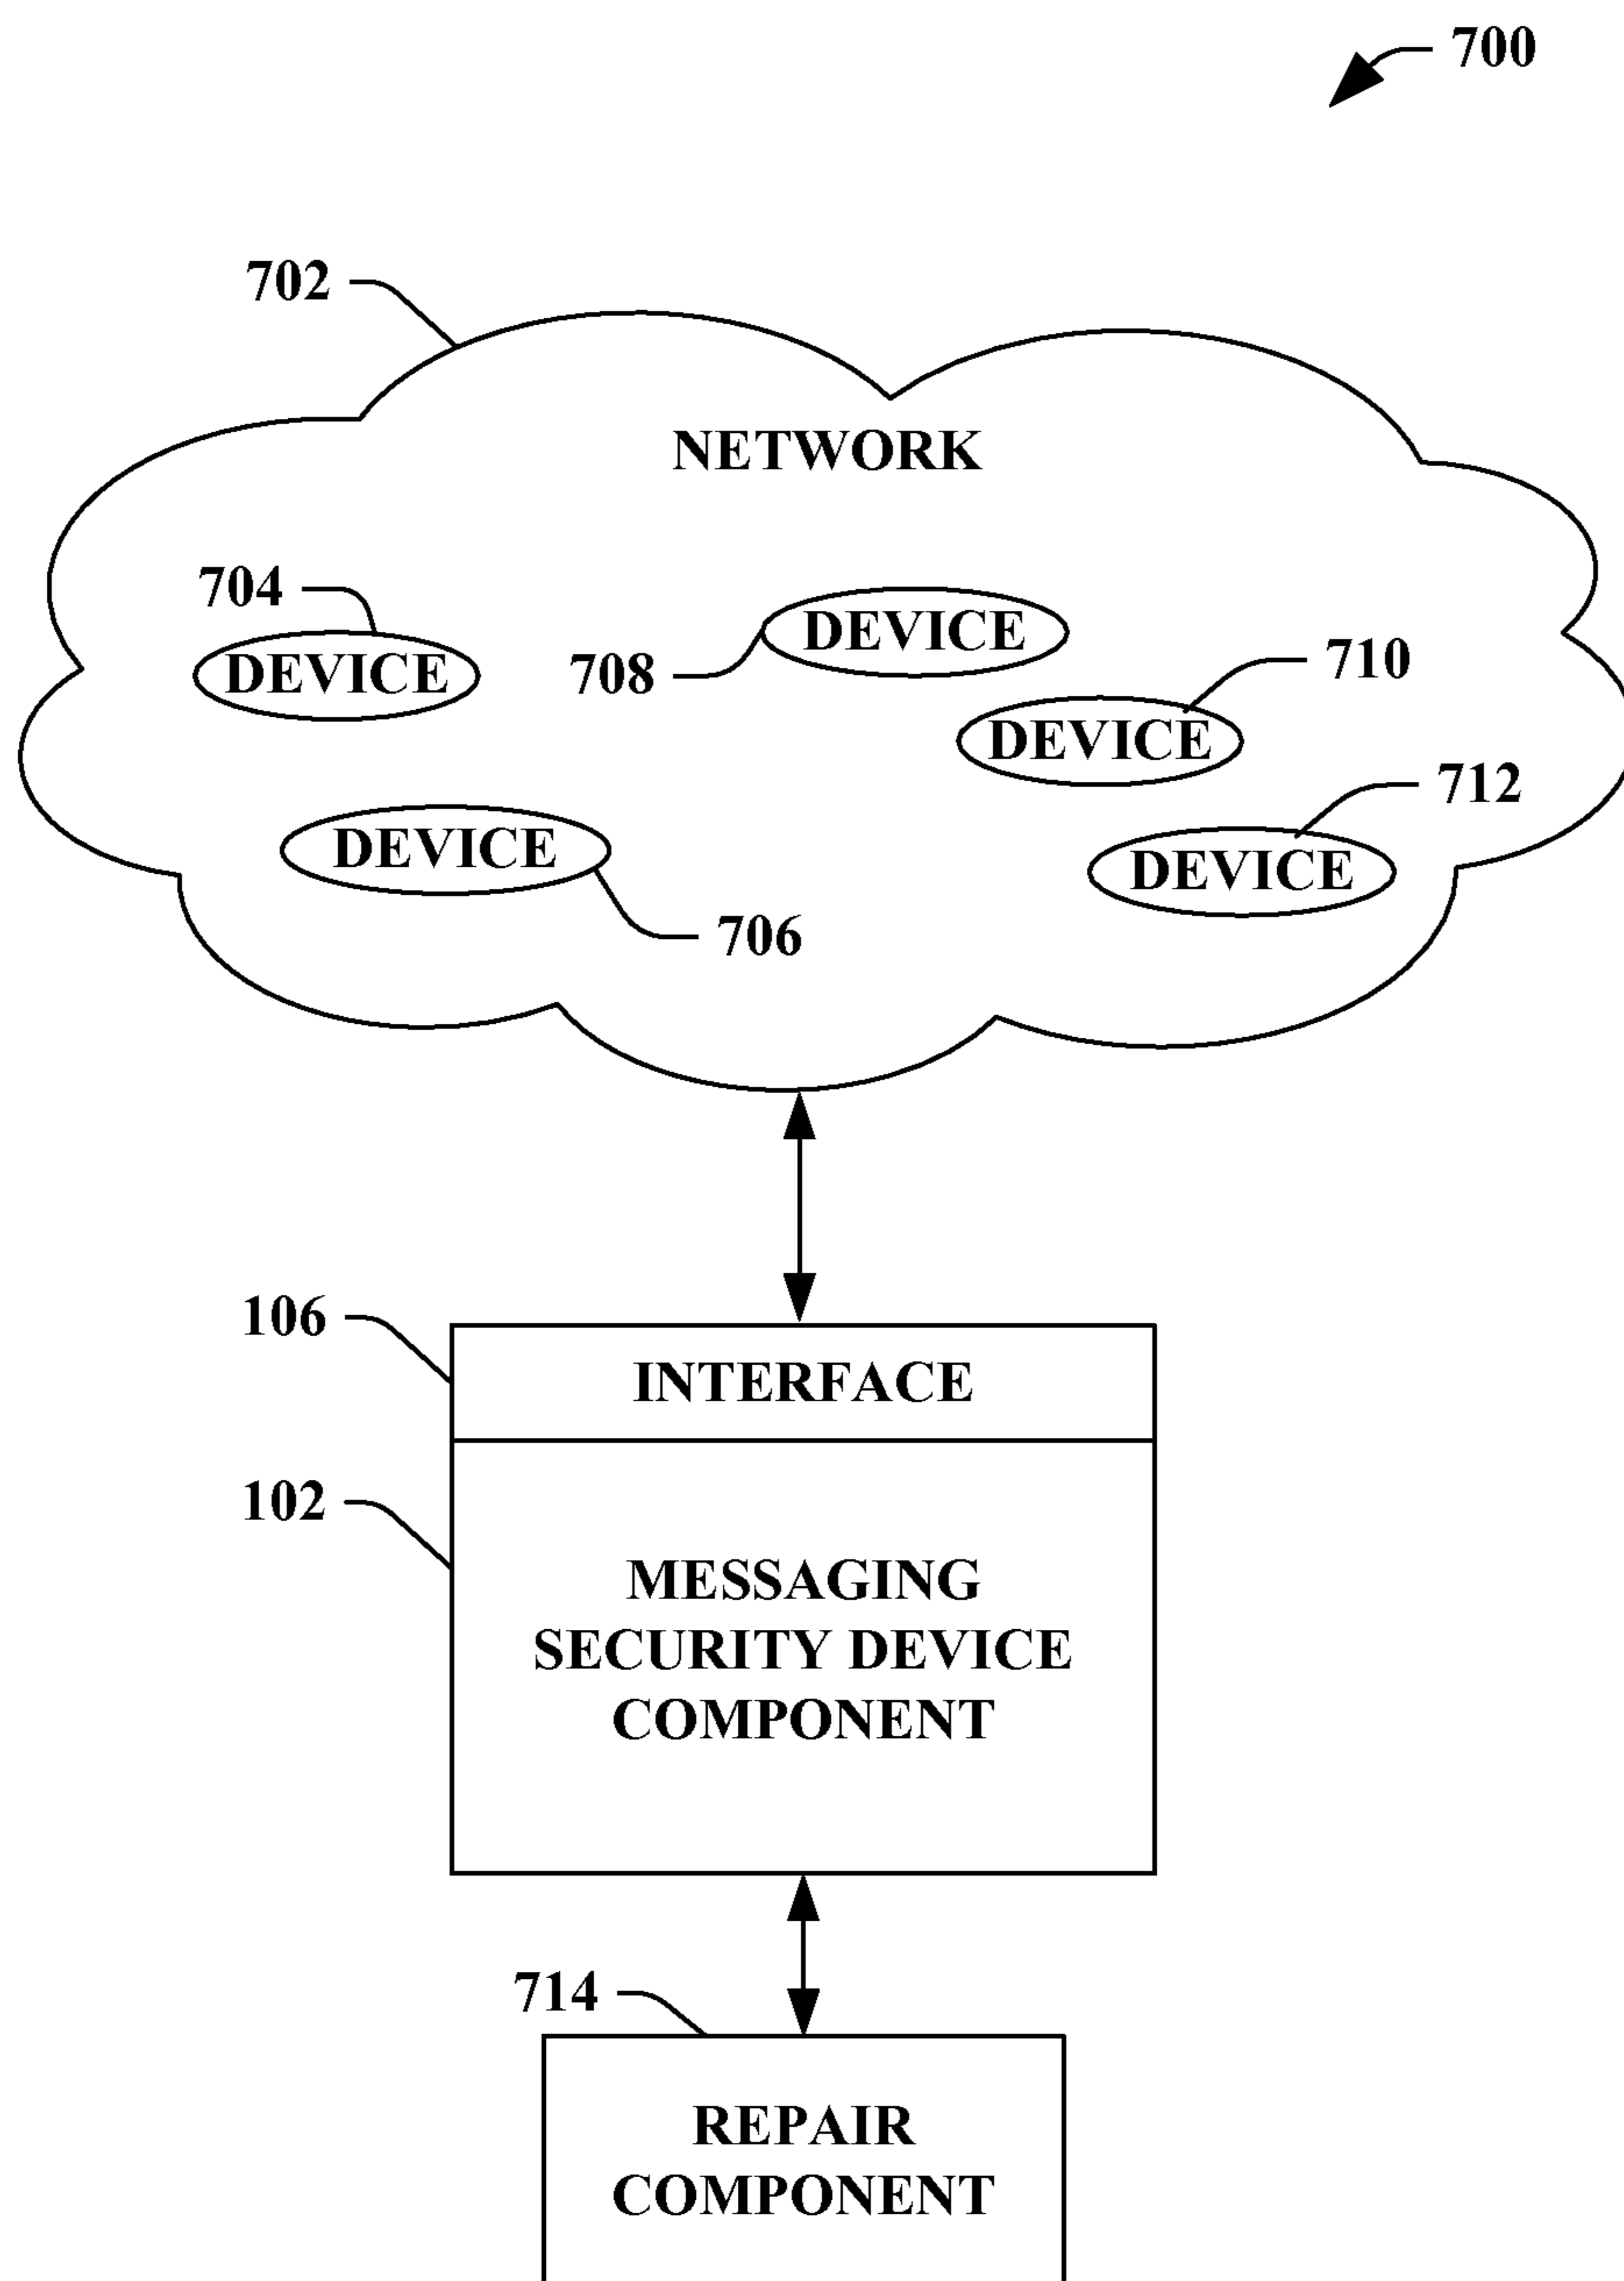 700
702
NETWORK
704
DEVICE
708
DEVICE
710
DEVICE
712
DEVICE
DEVICE
706
106
INTERFACE
102
MESSAGING
SECURITY DEVICE
COMPONENT
714
REPAIR
COMPONENT